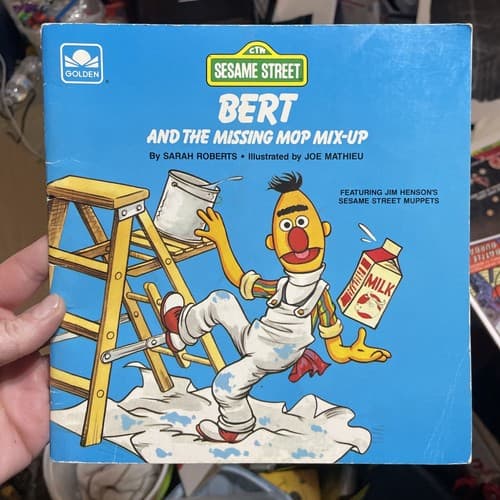 GOLDEN
CTW
SESAME STREET
BERT
AND THE MISSING MOP MIX-UP
By SARAH ROBERTS • Illustrated by JOE MATHIEU
FEATURING JIM HENSON'S
SESAME STREET MUPPETS
MILK